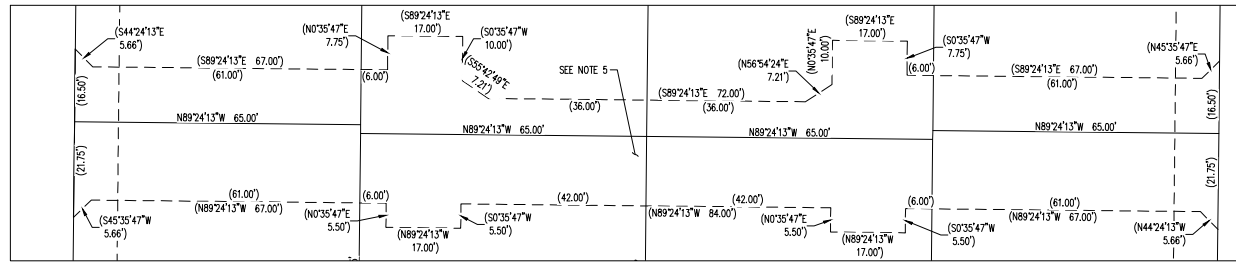 (S44°24'13"E
5.66')
(S89°24'13"E 67.00')
(61.00')
(16.50')
(N0°35'47"E
7.75')
(6.00')
(S89°24'13"E
17.00')
(S0°35'47"W
10.00')
(S55°42'49"E
7.21')
SEE NOTE 5
(36.00')
(S89°24'13"E 72.00')
(36.00')
(N56°54'24"E
7.21')
(N0°35'47"E
10.00')
(S89°24'13"E
17.00')
(S0°35'47"W
7.75')
(6.00')
(S89°24'13"E 67.00')
(61.00')
(N45°35'47"E
5.66')
(16.50')
N89°24'13"W 65.00'
N89°24'13"W 65.00'
N89°24'13"W 65.00'
N89°24'13"W 65.00'
(21.75')
(S45°35'47"W
5.66')
(61.00')
(N89°24'13"W 67.00')
(6.00')
(N0°35'47"E
5.50')
(N89°24'13"W
17.00')
(S0°35'47"W
5.50')
(42.00')
(N89°24'13"W 84.00')
(42.00')
(N0°35'47"E
5.50')
(N89°24'13"W
17.00')
(S0°35'47"W
5.50')
(6.00')
(61.00')
(N89°24'13"W 67.00')
(N44°24'13"W
5.66')
(21.75')